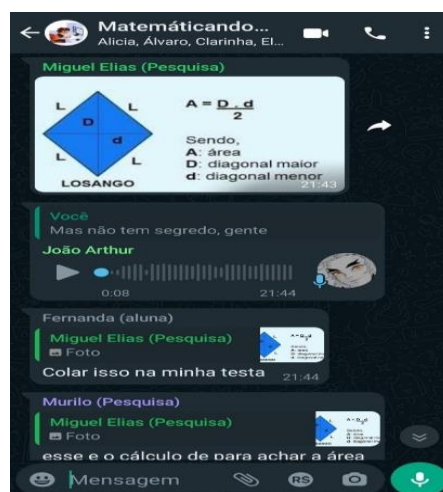 Matemáticando...
Alicia, Álvaro, Clarinha, El...
Miguel Elias (Pesquisa)
L L
D
d
L L
LOSANGO
A = D . d
2
Sendo,
A: área
D: diagonal maior
d: diagonal menor
21:43
Você
Mas não tem segredo, gente
João Arthur
0:08 21:44
Fernanda (aluna)
Miguel Elias (Pesquisa)
Foto
Colar isso na minha testa 21:44
Murilo (Pesquisa)
Miguel Elias (Pesquisa)
Foto
esse e o cálculo de para achar a área
Mensagem
RS